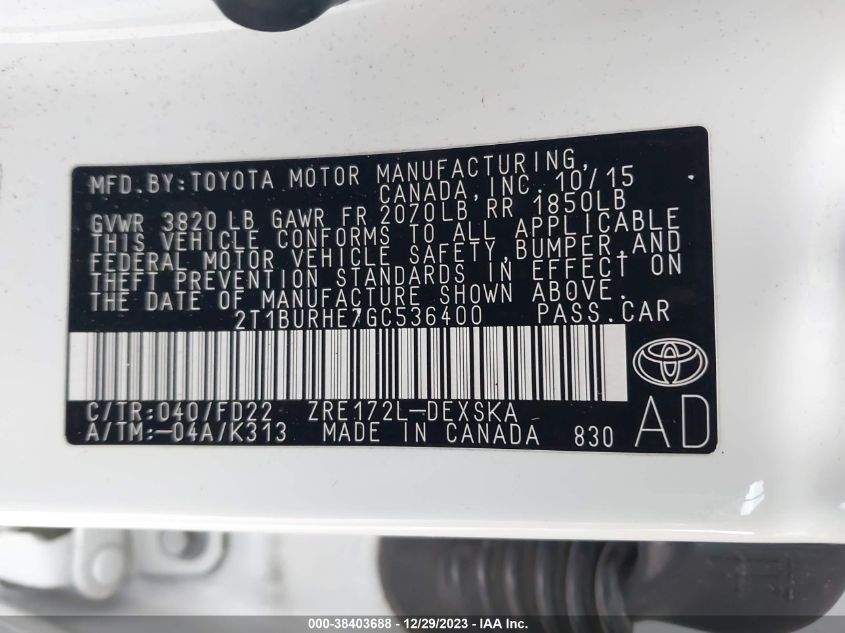 MFD.BY:TOYOTA MOTOR MANUFACTURING,
CANADA,INC. 10/15
GVWR 3820 LB GAWR FR 2070LB RR 1850LB
THIS VEHICLE CONFORMS TO ALL APPLICABLE
FEDERAL MOTOR VEHICLE SAFETY,BUMPER,AND
THEFT PREVENTION STANDARDS IN EFFECT ON
THE DATE OF MANUFACTURE SHOWN ABOVE.
2T1BURHE7GC536400 PASS.CAR
C/TR:040/FD22 ZRE172L-DEXSKA
A/TM:-04A/K313 MADE IN CANADA 830 AD
000-38403688 - 12/29/2023 - IAA Inc.